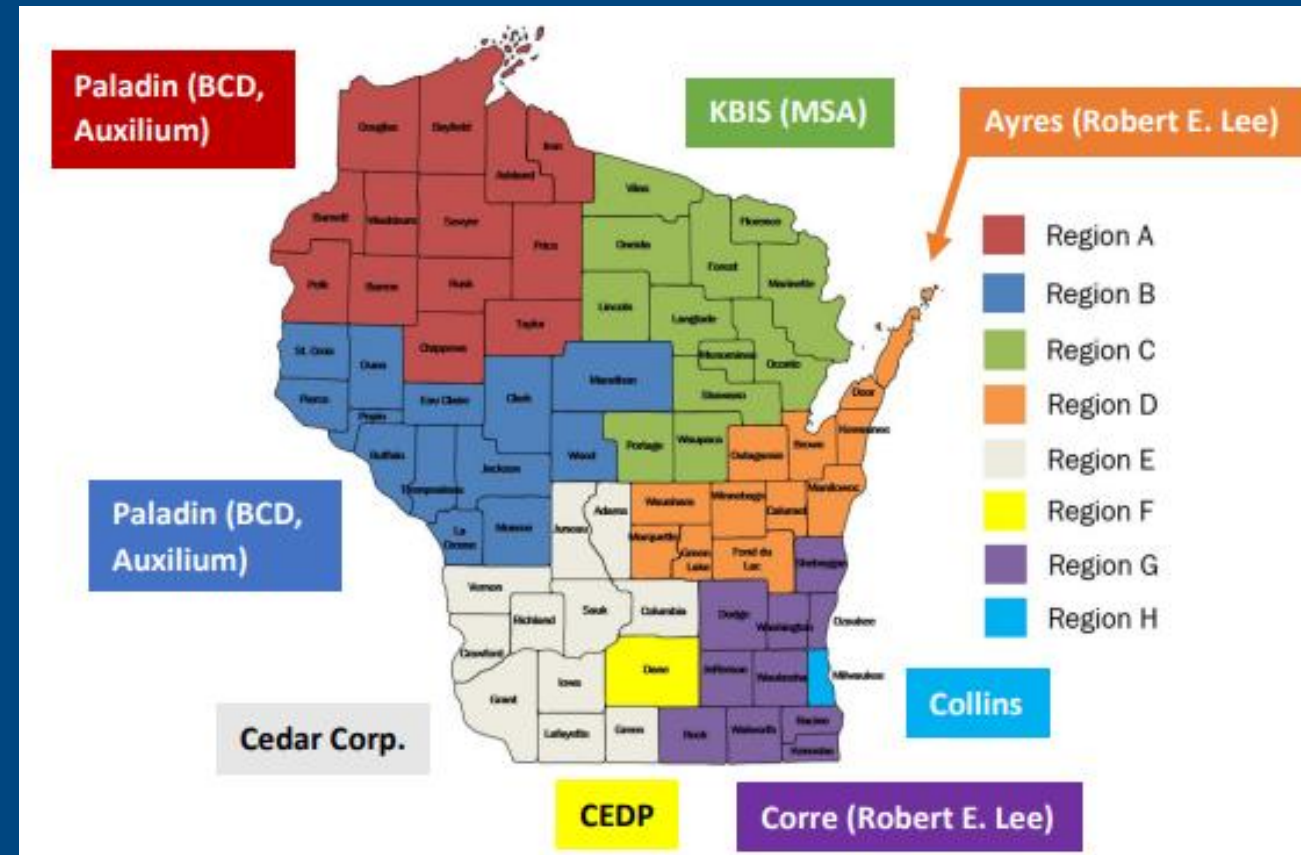 Paladin (BCD,
Auxilium)
KBIS (MSA)
Ayres (Robert E. Lee)
Region A
Region B
Region C
Region D
Region E
Region F
Region G
Region H
Douglas
Bayfield
Ashland
Iron
Burnett
Washburn
Sawyer
Price
Polk
Barron
Rusk
Taylor
Chippewa
Vilas
Florence
Oneida
Forest
Marinette
Lincoln
Langlade
Menominee
Oconto
Shawano
Portage
Waupaca
St. Croix
Dunn
Pierce
Pepin
Eau Claire
Clark
Marathon
Buffalo
Trempealeau
Jackson
Wood
La
Crosse
Monroe
Door
Kewaunee
Brown
Outagamie
Waushara
Winnebago
Calumet
Manitowoc
Marquette
Green
Lake
Fond du
Lac
Juneau
Adams
Vernon
Richland
Sauk
Columbia
Crawford
Grant
Iowa
Lafayette
Green
Dane
Sheboygan
Dodge
Washington
Ozaukee
Jefferson
Waukesha
Milwaukee
Rock
Walworth
Racine
Kenosha
Paladin (BCD,
Auxilium)
Cedar Corp.
Collins
CEDP
Corre (Robert E. Lee)